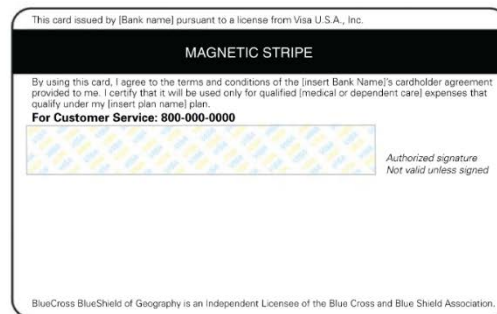 This card issued by [Bank name] pursuant to a license from Visa U.S.A., Inc.
MAGNETIC STRIPE
By using this card, I agree to the terms and conditions of the [insert Bank Name]'s cardholder agreement
provided to me. I certify that it will be used only for qualified [medical or dependent care] expenses that
qualify under my [insert plan name] plan.
For Customer Service: 800-000-0000
Authorized signature
Not valid unless signed
BlueCross BlueShield of Geography is an Independent Licensee of the Blue Cross and Blue Shield Association.